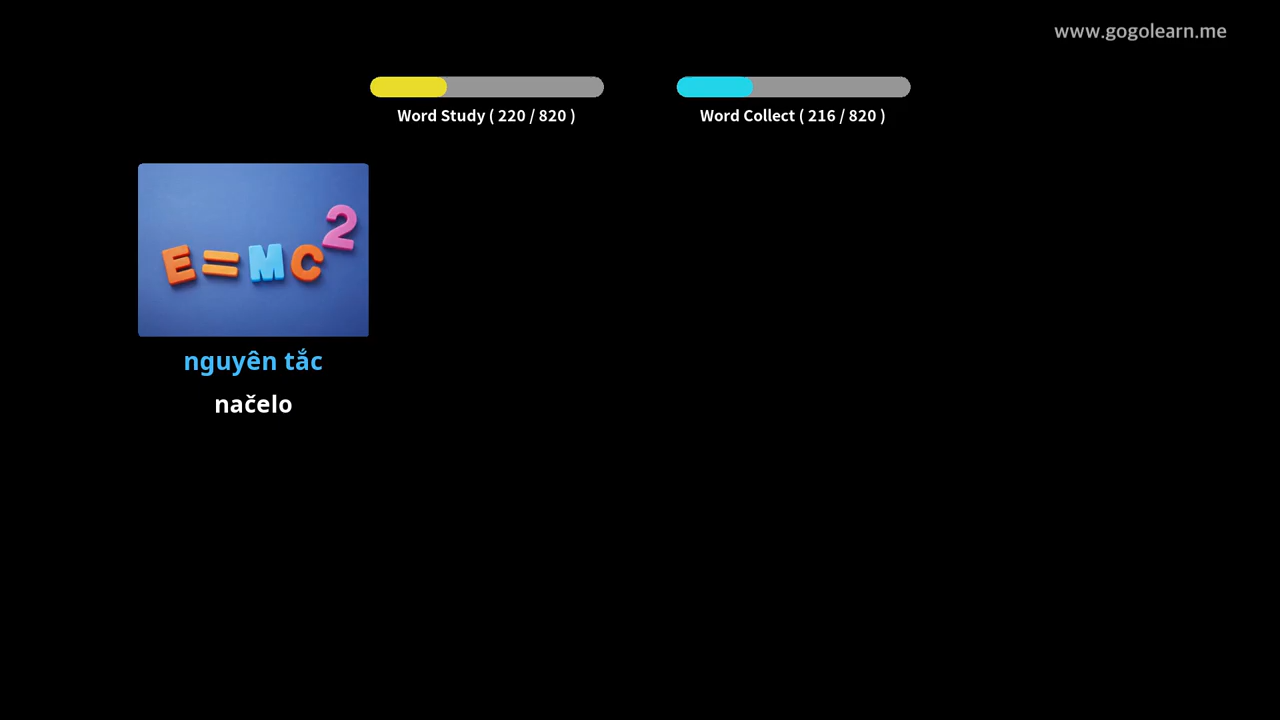 www.gogolearn.me
Word Study ( 220 / 820 )
Word Collect ( 216 / 820 )
E=MC²
nguyên tắc
načelo